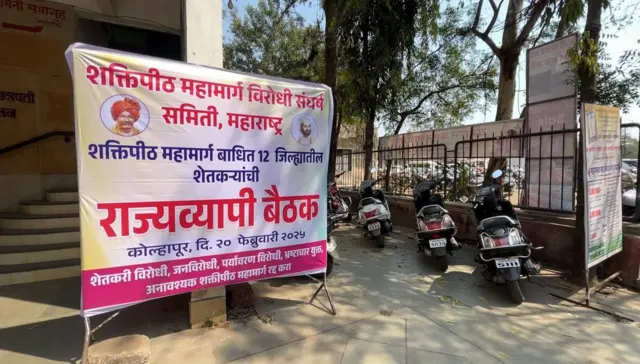 शक्तिपीठ महामार्ग विरोधी संघर्ष
समिती, महाराष्ट्र
शक्तिपीठ महामार्ग बाधित 12 जिल्ह्यातील
शेतकऱ्यांची
राज्यव्यापी बैठक
कोल्हापूर, दि. २० फेब्रुवारी २०२५
शेतकरी विरोधी, जनविरोधी, पर्यावरण विरोधी, भ्रष्टाचार युक्त,
अनावश्यक शक्तीपीठ महामार्ग रद्द करा